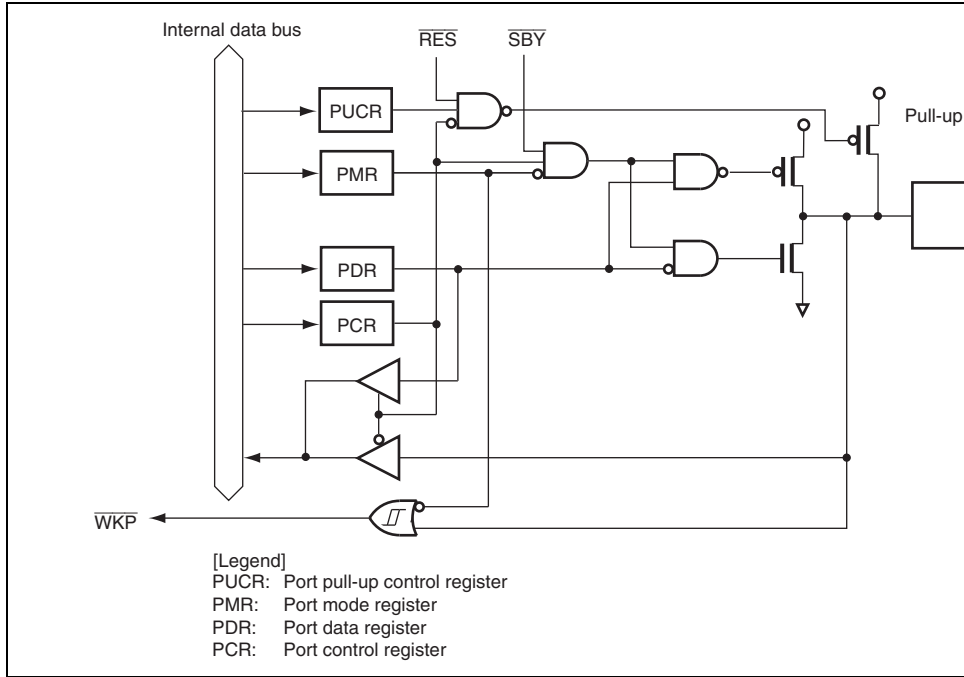 Internal data bus
RES
SBY
PUCR
Pull-up
PMR
PDR
PCR
WKP
[Legend]
PUCR: Port pull-up control register
PMR: Port mode register
PDR: Port data register
PCR: Port control register